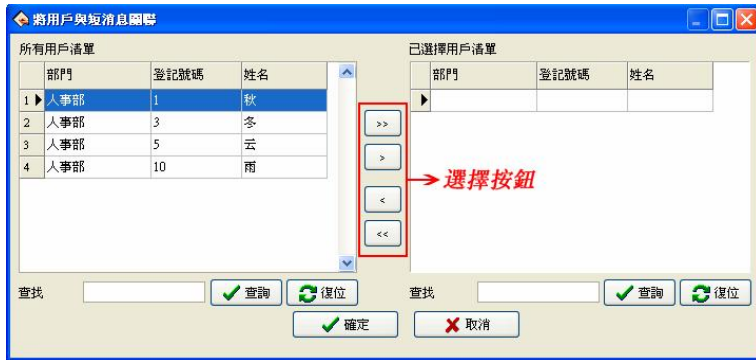 將用戶與短消息關聯
所有用戶清單
部門 登記號碼 姓名
1 人事部 1 秋
2 人事部 3 冬
3 人事部 5 云
4 人事部 10 雨
>>
>
<
<<
選擇按鈕
已選擇用戶清單
部門 登記號碼 姓名
查找 查詢 復位
查找 查詢 復位
確定 取消